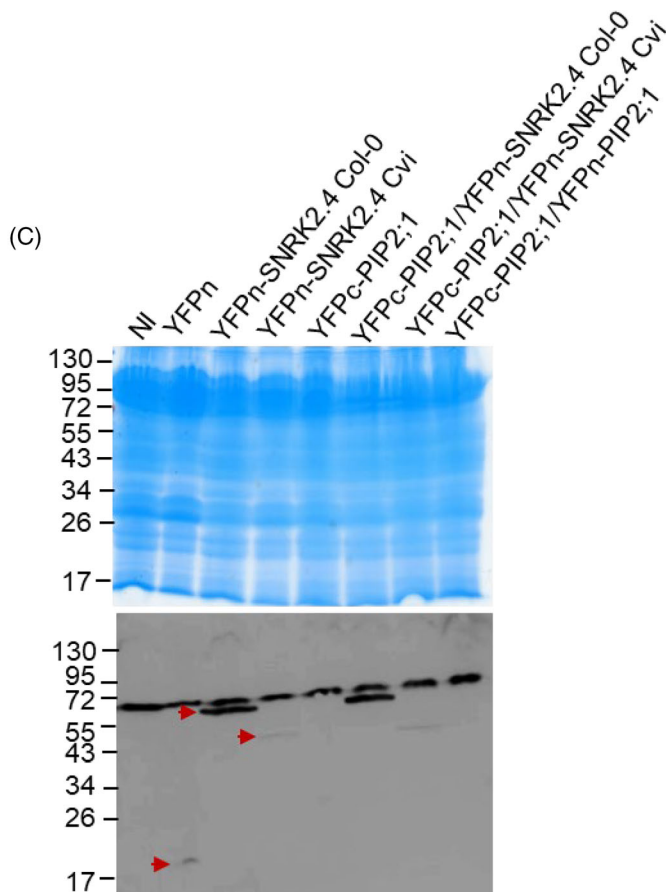 (C)
NI
YFPn
YFPn-SNRK2.4 Col-0
YFPn-SNRK2.4 Cvi
YFPc-PIP2;1
YFPc-PIP2;1/YFPn-SNRK2.4 Col-0
YFPc-PIP2;1/YFPn-SNRK2.4 Cvi
YFPc-PIP2;1/YFPn-PIP2;1
130
95
72
55
43
34
26
17
130
95
72
55
43
34
26
17